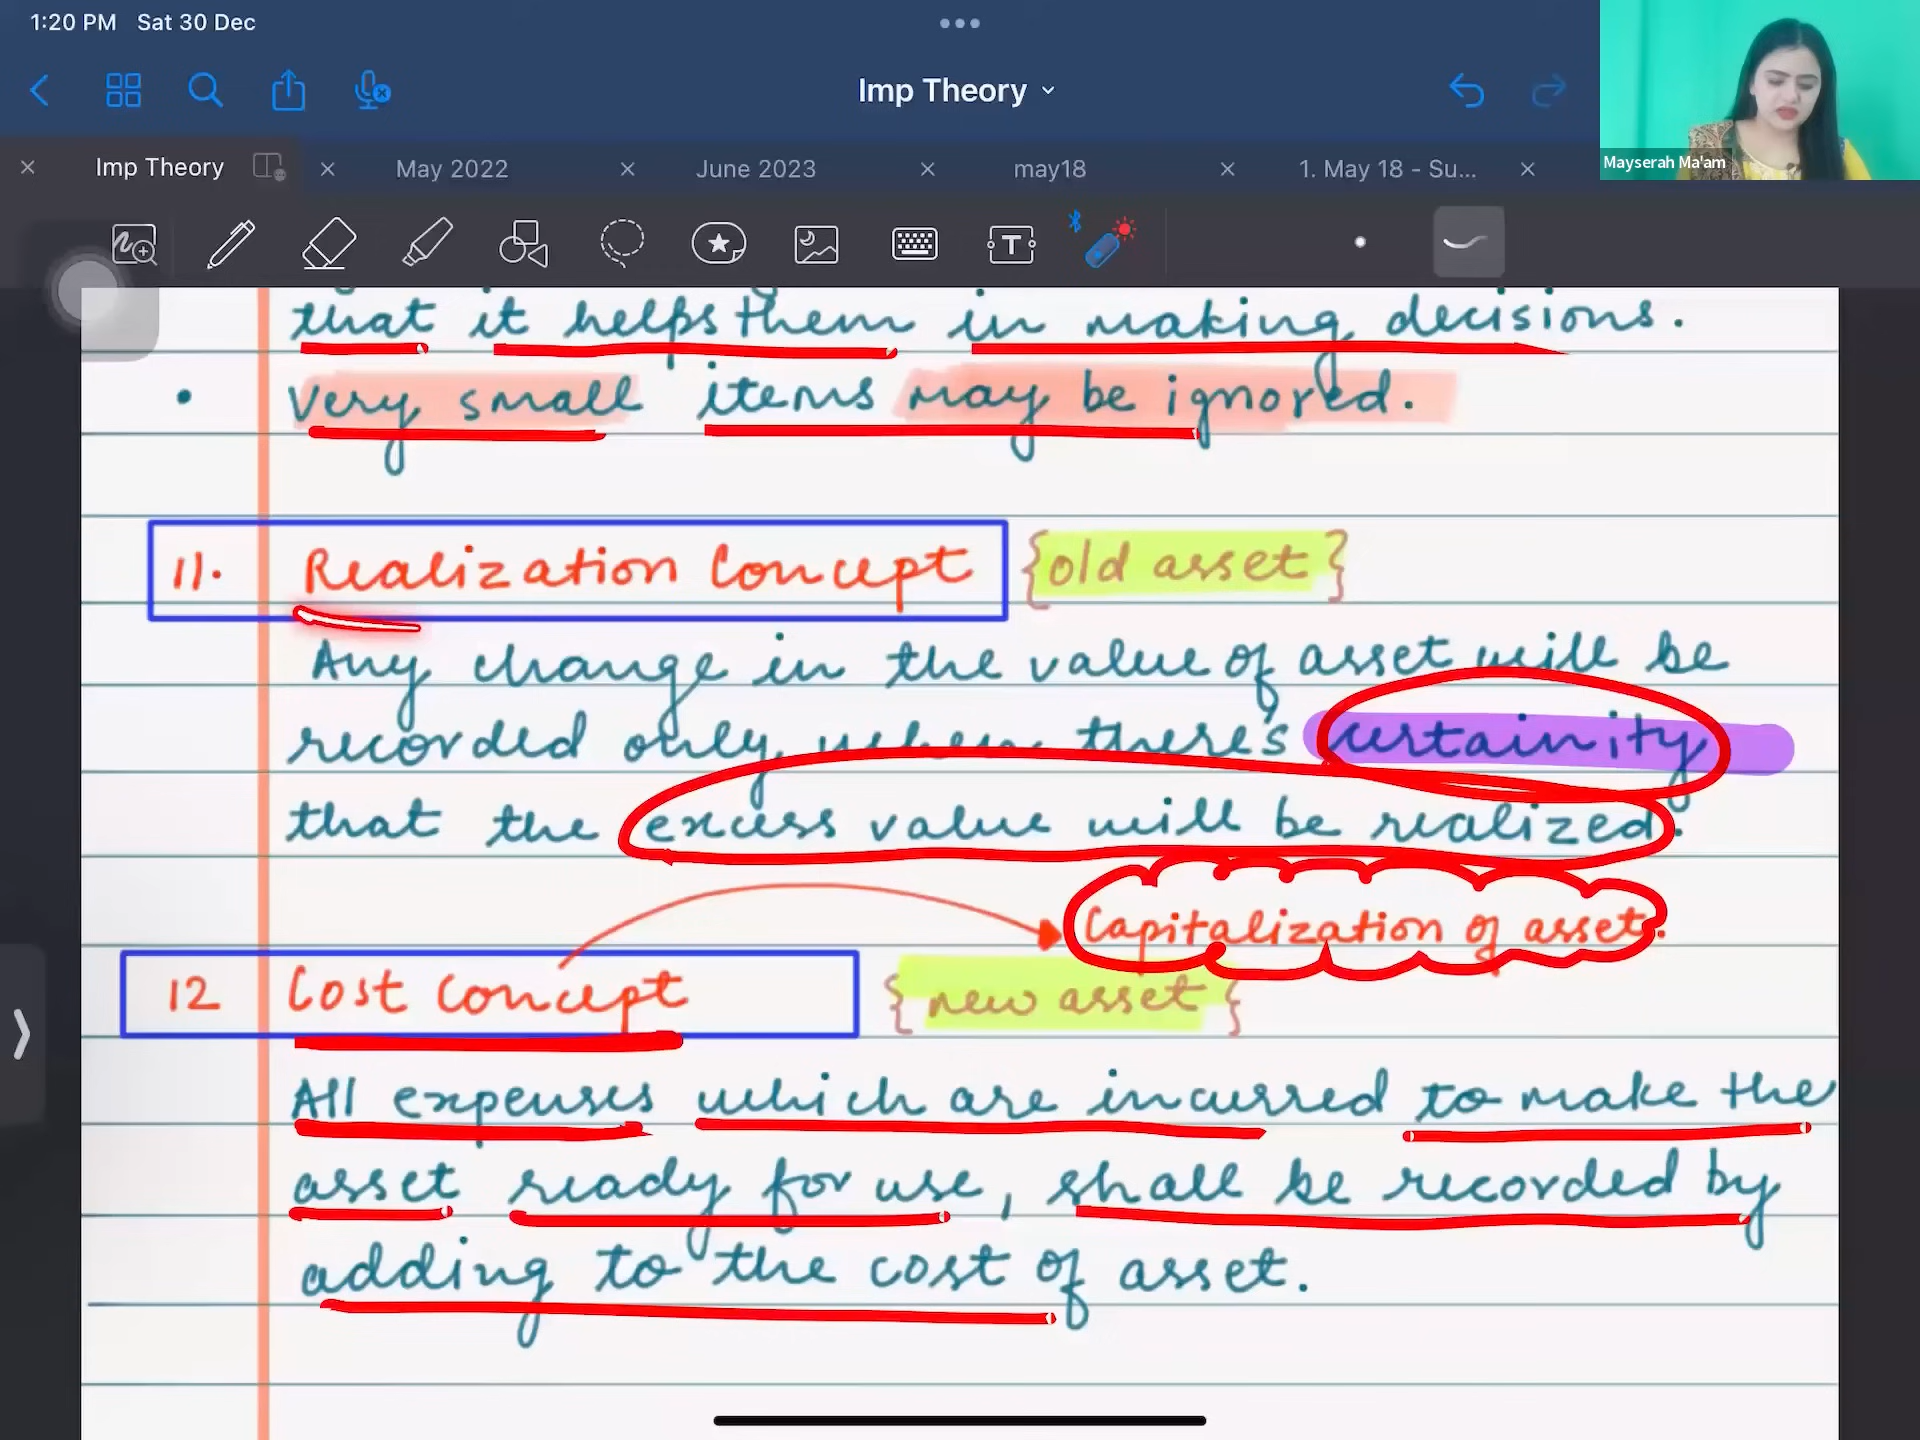 1:20 PM Sat 30 Dec
Imp Theory
Mayserah Ma'am
Imp Theory May 2022 June 2023 may18 1. May 18 - Su...
that it helps them in making decisions.
• very small items may be ignored.
11. Realization Concept {old asset}
Any change in the value of asset will be
recorded only when there's certainity
that the excess value will be realized.
Capitalization of asset.
12 Cost Concept {new asset}
All expenses which are incurred to make the
asset ready for use, shall be recorded by
adding to the cost of asset.